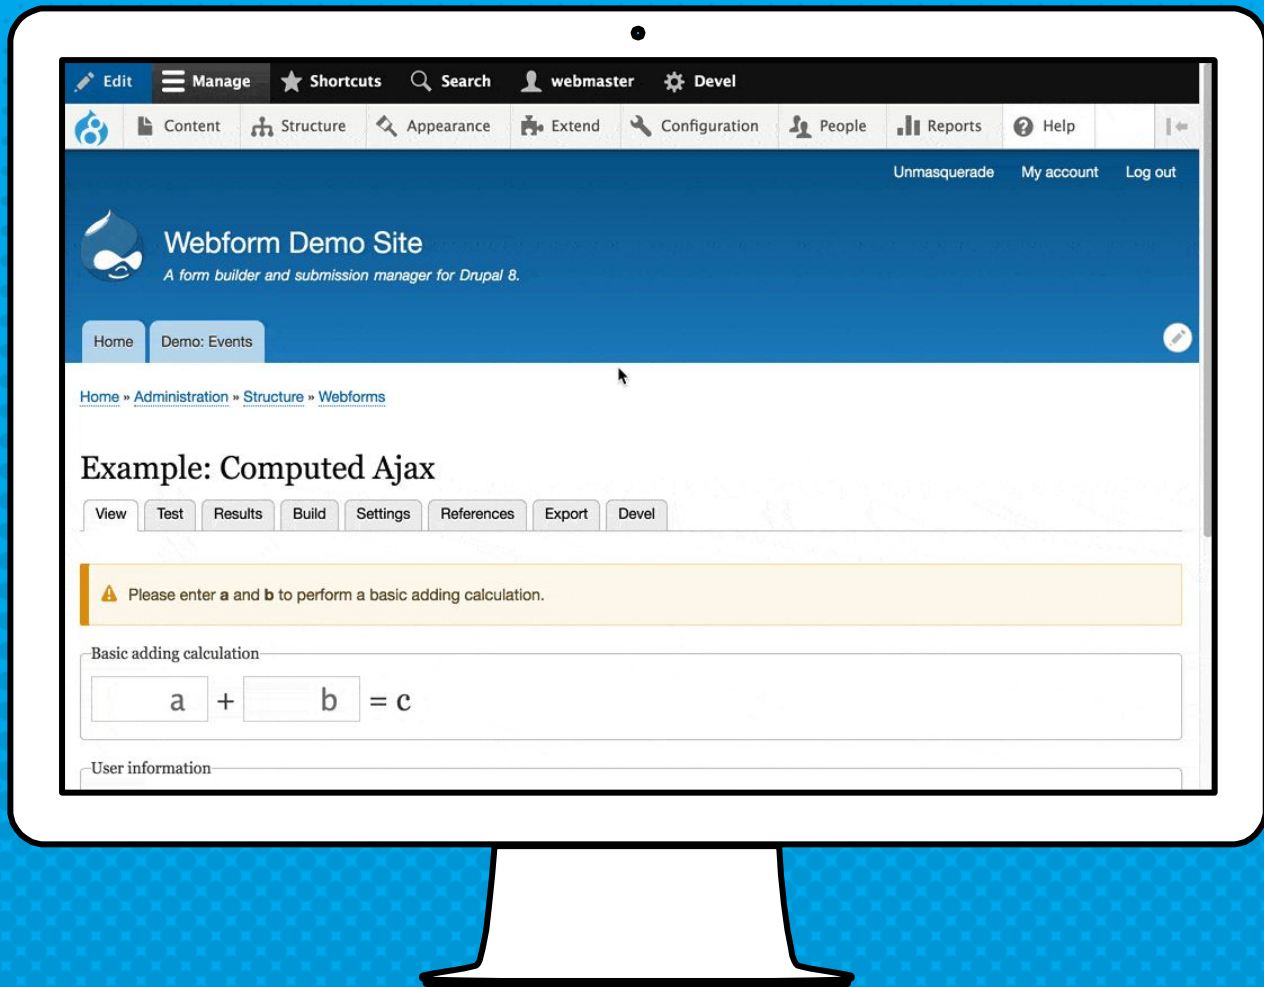 Edit Manage Shortcuts Search webmaster Devel
Content Structure Appearance Extend Configuration People Reports Help
Unmasquerade My account Log out
Webform Demo Site
A form builder and submission manager for Drupal 8.
Home Demo: Events
Home » Administration » Structure » Webforms
Example: Computed Ajax
View Test Results Build Settings References Export Devel
Please enter a and b to perform a basic adding calculation.
Basic adding calculation
a + b = c
User information